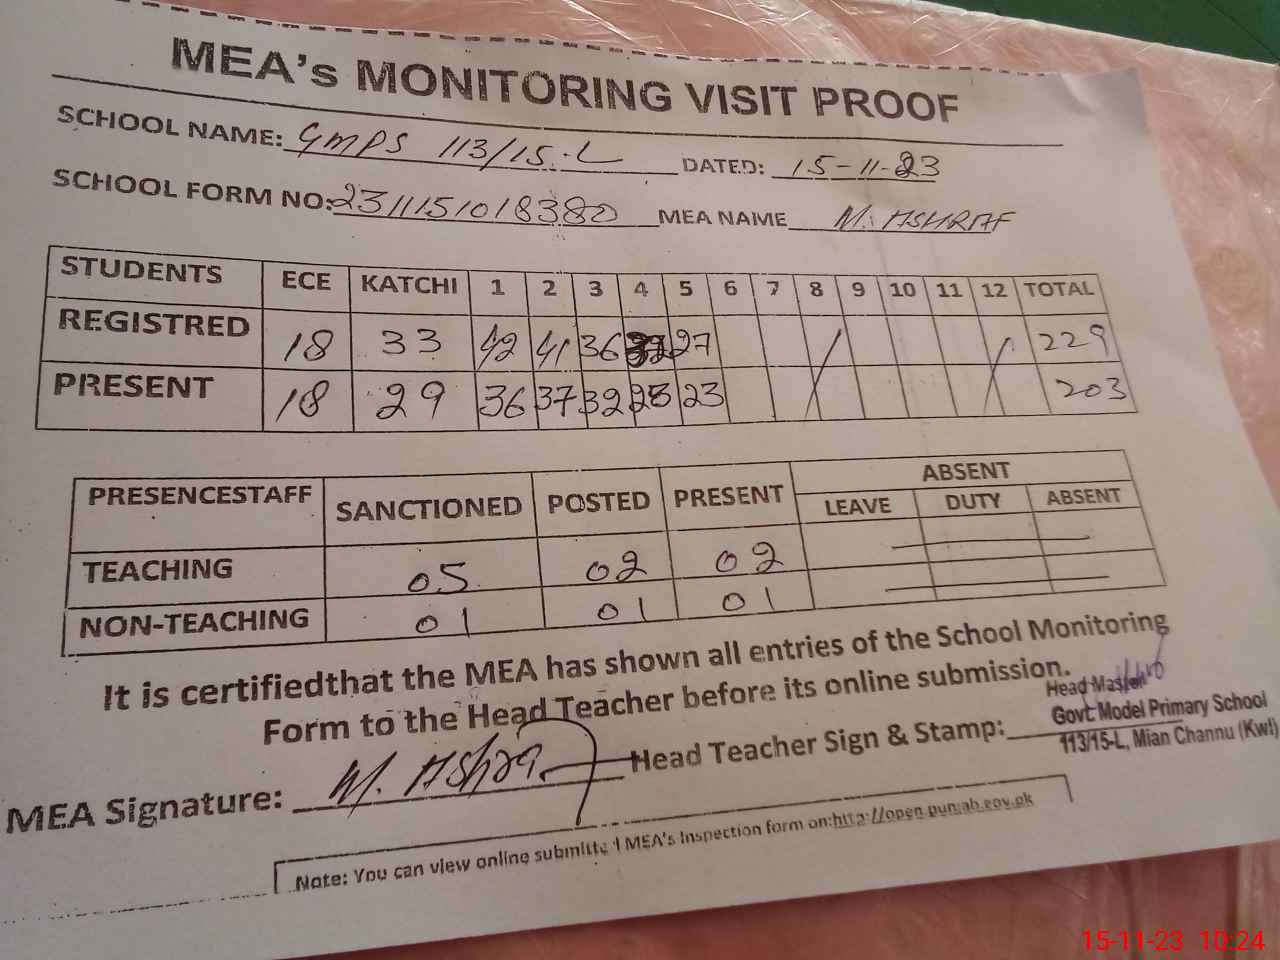 MEA's MONITORING VISIT PROOF
SCHOOL NAME: GMPS 113/15-L DATED: 15-11-23
SCHOOL FORM NO: 2311151018380 MEA NAME M. ASHRAF
STUDENTS ECE KATCHI 1 2 3 4 5 6 7 8 9 10 11 12 TOTAL
REGISTRED 18 33 42 41 36 27 229
PRESENT 18 29 36 37 32 28 23 203
PRESENCESTAFF SANCTIONED POSTED PRESENT ABSENT
LEAVE DUTY ABSENT
TEACHING 05 02 02
NON-TEACHING 01 01 01
It is certifiedthat the MEA has shown all entries of the School Monitoring
Form to the Head Teacher before its online submission.
MEA Signature: M. Ashraf Head Teacher Sign & Stamp:
Head Master
Govt: Model Primary School
113/15-L, Mian Channu (Kwl)
Note: You can view online submitted MEA's Inspection form on:http://open.punjab.gov.pk
15-11-23 10:24